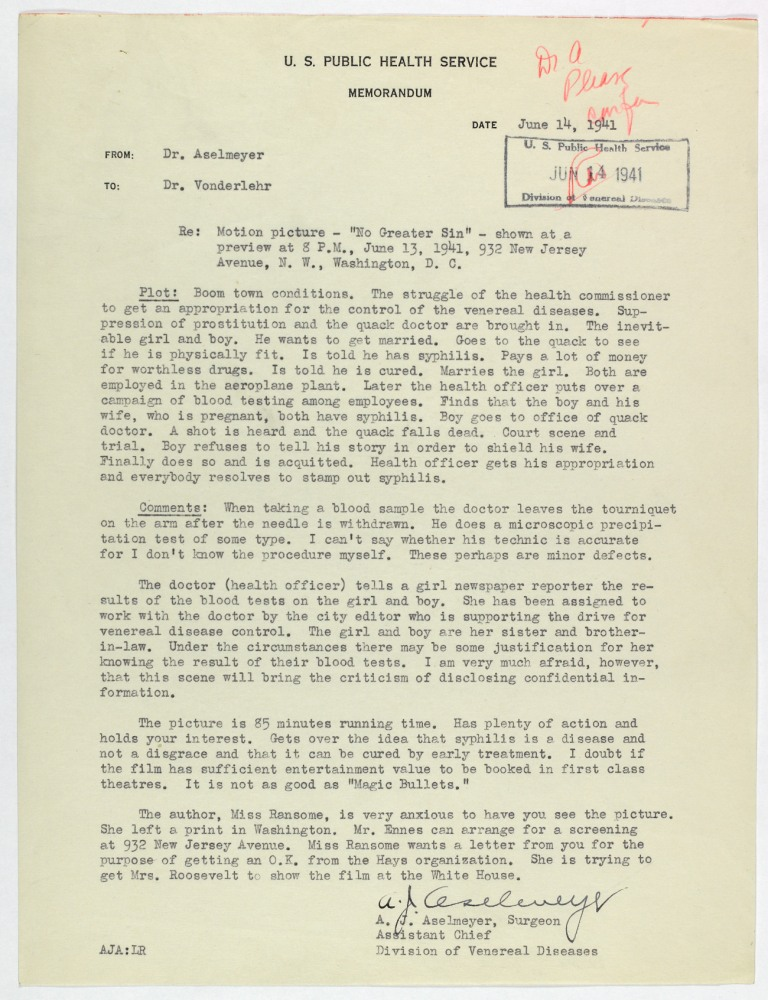 U. S. PUBLIC HEALTH SERVICE
Dr A
Please
MEMORANDUM
DATE June 14, 1941
FROM: Dr. Aselmeyer
U. S. Public Health Service
JUN 14 1941
Division of Venereal Diseases
TO: Dr. Vonderlehr
Re: Motion picture - "No Greater Sin" - shown at a
preview at 8 P.M., June 13, 1941, 932 New Jersey
Avenue, N. W., Washington, D. C.
Plot: Boom town conditions. The struggle of the health commissioner
to get an appropriation for the control of the venereal diseases. Sup-
pression of prostitution and the quack doctor are brought in. The inevit-
able girl and boy. He wants to get married. Goes to the quack to see
if he is physically fit. Is told he has syphilis. Pays a lot of money
for worthless drugs. Is told he is cured. Marries the girl. Both are
employed in the aeroplane plant. Later the health officer puts over a
campaign of blood testing among employees. Finds that the boy and his
wife, who is pregnant, both have syphilis. Boy goes to office of quack
doctor. A shot is heard and the quack falls dead. Court scene and
trial. Boy refuses to tell his story in order to shield his wife.
Finally does so and is acquitted. Health officer gets his appropriation
and everybody resolves to stamp out syphilis.
Comments: When taking a blood sample the doctor leaves the tourniquet
on the arm after the needle is withdrawn. He does a microscopic precipi-
tation test of some type. I can't say whether his technic is accurate
for I don't know the procedure myself. These perhaps are minor defects.
The doctor (health officer) tells a girl newspaper reporter the re-
sults of the blood tests on the girl and boy. She has been assigned to
work with the doctor by the city editor who is supporting the drive for
venereal disease control. The girl and boy are her sister and brother-
in-law. Under the circumstances there may be some justification for her
knowing the result of their blood tests. I am very much afraid, however,
that this scene will bring the criticism of disclosing confidential in-
formation.
The picture is 85 minutes running time. Has plenty of action and
holds your interest. Gets over the idea that syphilis is a disease and
not a disgrace and that it can be cured by early treatment. I doubt if
the film has sufficient entertainment value to be booked in first class
theatres. It is not as good as "Magic Bullets."
The author, Miss Ransome, is very anxious to have you see the picture.
She left a print in Washington. Mr. Ennes can arrange for a screening
at 932 New Jersey Avenue. Miss Ransome wants a letter from you for the
purpose of getting an O.K. from the Hays organization. She is trying to
get Mrs. Roosevelt to show the film at the White House.
A. J. Aselmeyer
A. J. Aselmeyer, Surgeon
Assistant Chief
AJA:LR Division of Venereal Diseases